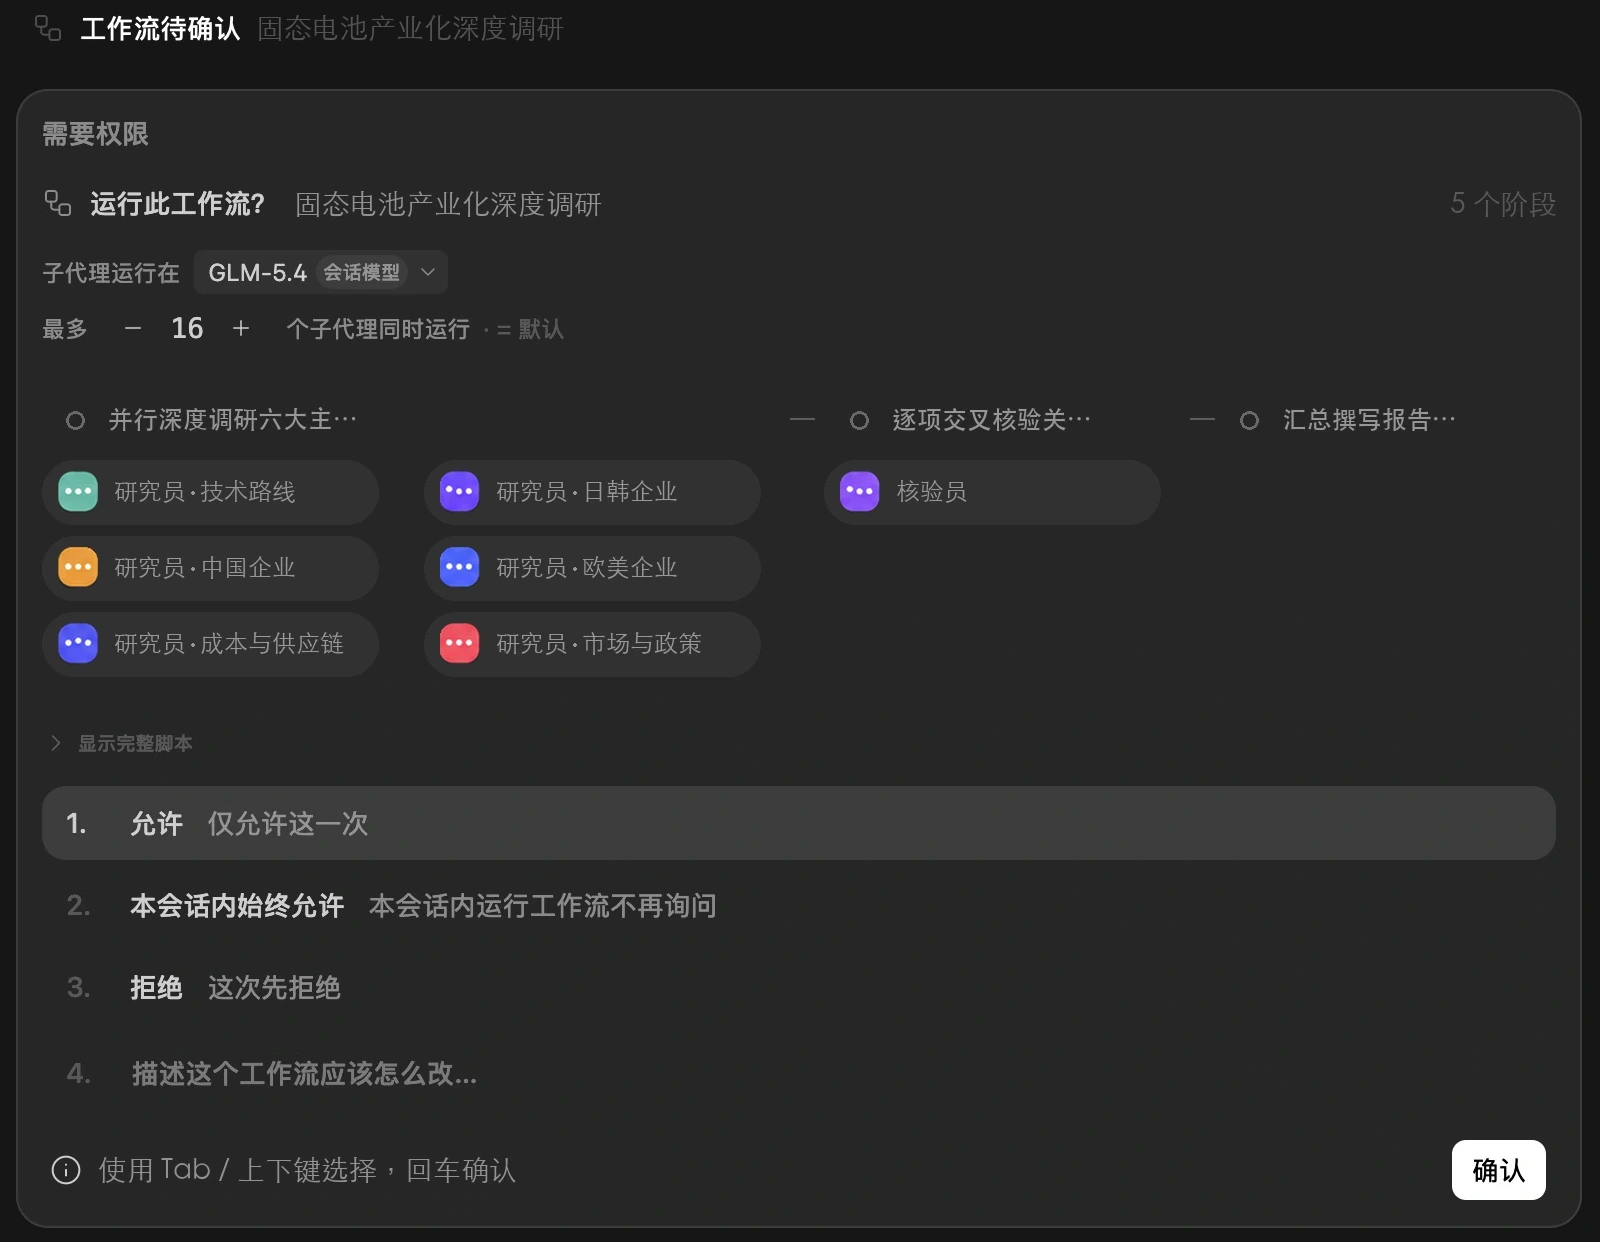 工作流待确认 固态电池产业化深度调研
需要权限
运行此工作流? 固态电池产业化深度调研 5 个阶段
子代理运行在 GLM-5.4 会话模型
最多 − 16 + 个子代理同时运行 · = 默认
并行深度调研六大主… — 逐项交叉核验关… — 汇总撰写报告…
研究员·技术路线 研究员·日韩企业 核验员
研究员·中国企业 研究员·欧美企业
研究员·成本与供应链 研究员·市场与政策
显示完整脚本
1. 允许 仅允许这一次
2. 本会话内始终允许 本会话内运行工作流不再询问
3. 拒绝 这次先拒绝
4. 描述这个工作流应该怎么改...
使用 Tab / 上下键选择，回车确认 确认